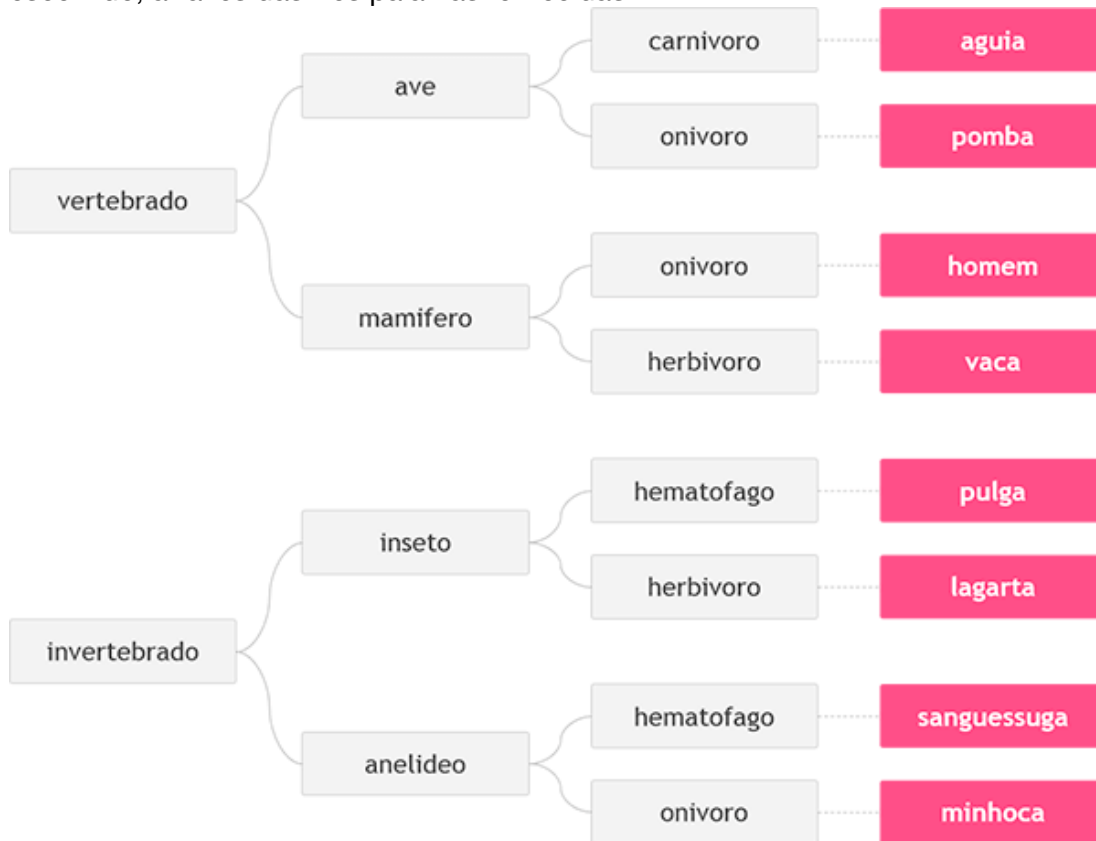 carnivoro aguia
ave
onivoro pomba
vertebrado
onivoro homem
mamifero
herbivoro vaca
hematofago pulga
inseto
herbivoro lagarta
invertebrado
hematofago sanguessuga
anelideo
onivoro minhoca